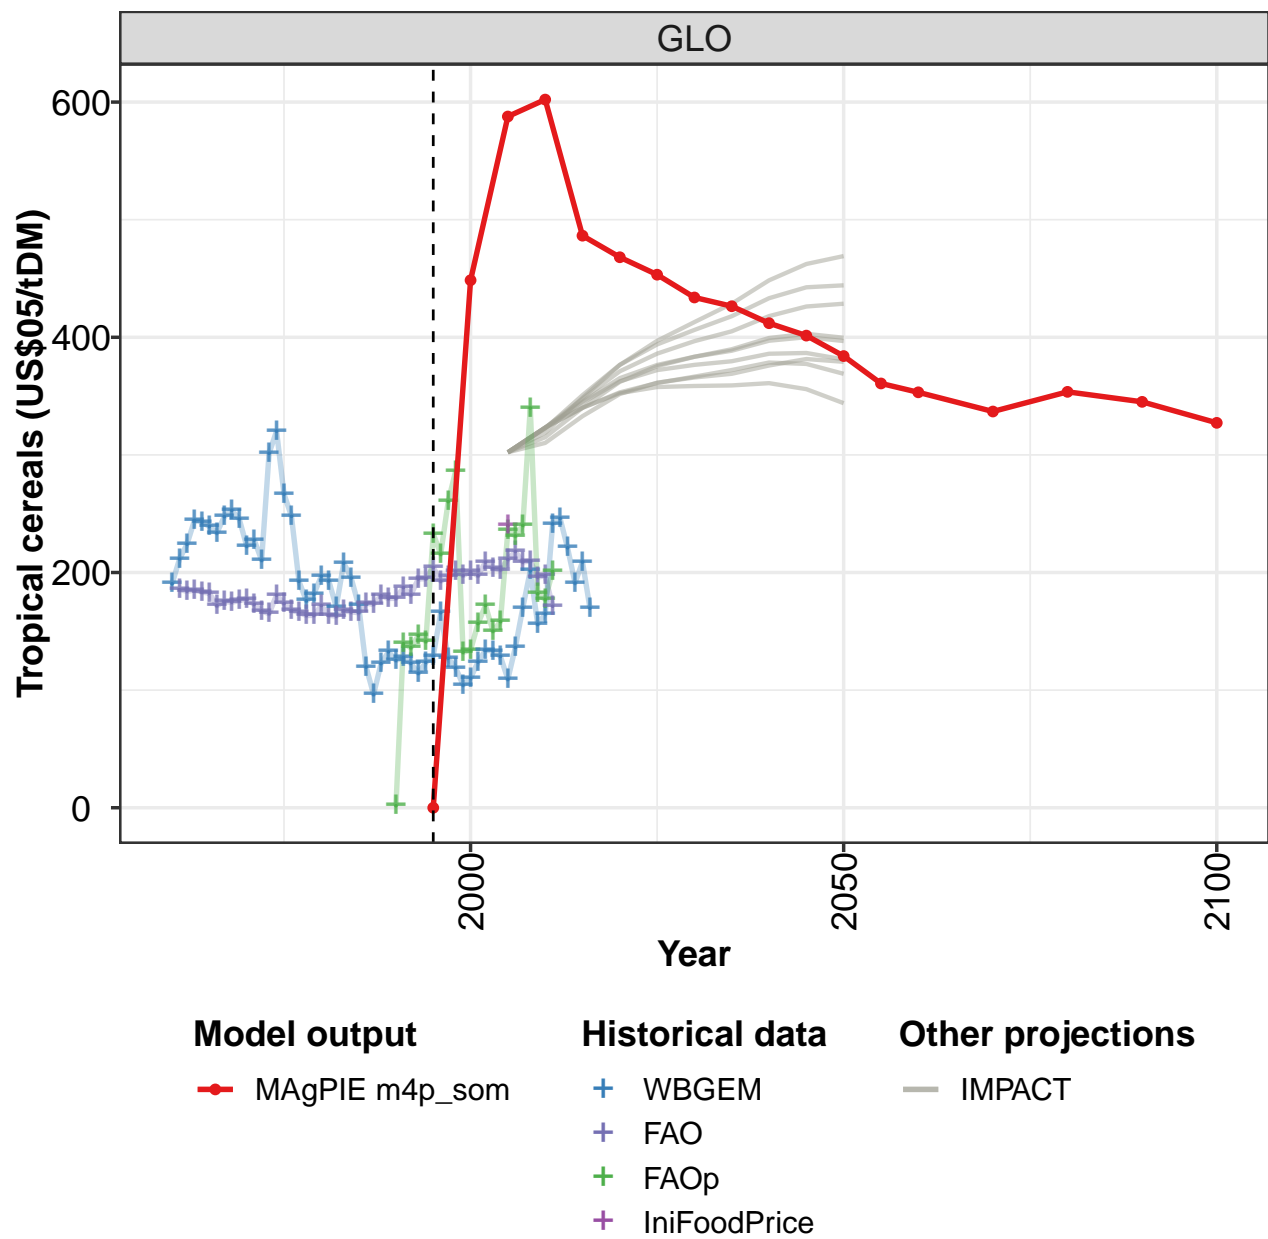 GLO
Tropical cereals (US$05/tDM)
600
400
200
0
2000
2050
2100
Year
Model output
MAgPIE m4p_som
Historical data
WBGEM
FAO
FAOp
IniFoodPrice
Other projections
IMPACT